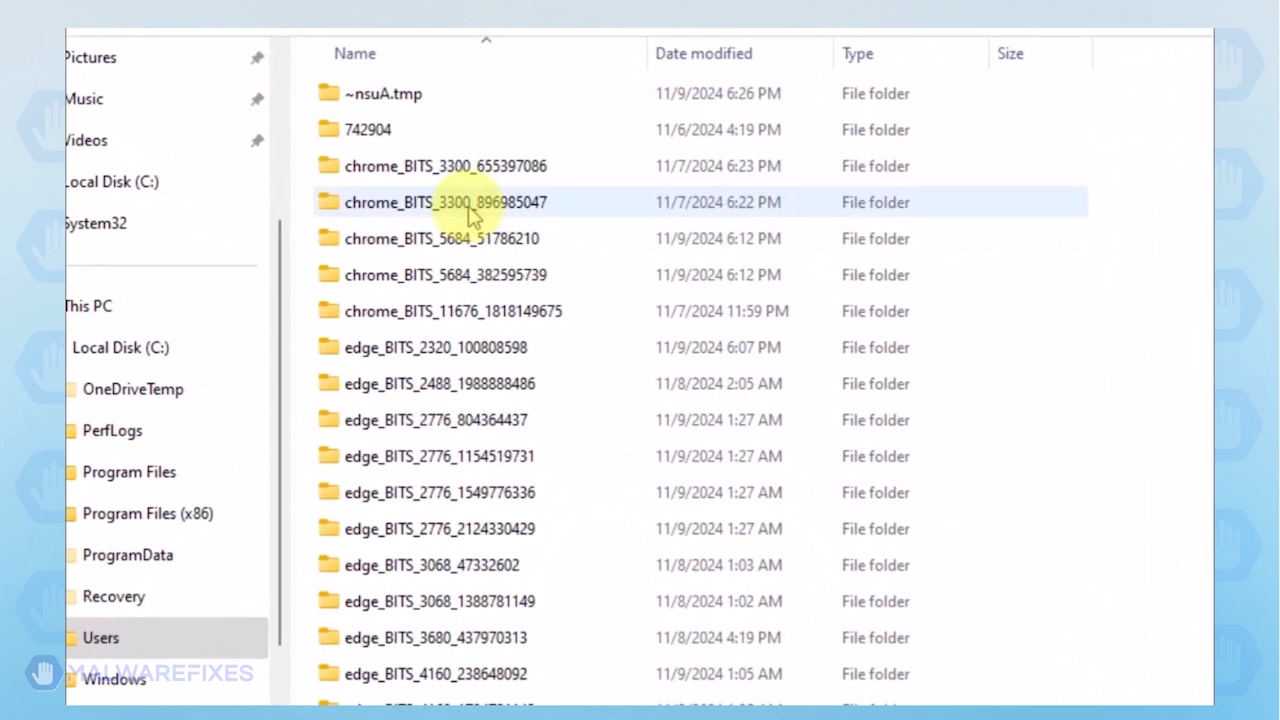 Pictures
Music
Videos
Local Disk (C:)
System32
This PC
Local Disk (C:)
OneDriveTemp
PerfLogs
Program Files
Program Files (x86)
ProgramData
Recovery
Users
Windows
MALWAREFIXES
Name Date modified Type Size
~nsuA.tmp 11/9/2024 6:26 PM File folder
742904 11/6/2024 4:19 PM File folder
chrome_BITS_3300_655397086 11/7/2024 6:23 PM File folder
chrome_BITS_3300_896985047 11/7/2024 6:22 PM File folder
chrome_BITS_5684_51786210 11/9/2024 6:12 PM File folder
chrome_BITS_5684_382595739 11/9/2024 6:12 PM File folder
chrome_BITS_11676_1818149675 11/7/2024 11:59 PM File folder
edge_BITS_2320_100808598 11/9/2024 6:07 PM File folder
edge_BITS_2488_1988888486 11/8/2024 2:05 AM File folder
edge_BITS_2776_804364437 11/9/2024 1:27 AM File folder
edge_BITS_2776_1154519731 11/9/2024 1:27 AM File folder
edge_BITS_2776_1549776336 11/9/2024 1:27 AM File folder
edge_BITS_2776_2124330429 11/9/2024 1:27 AM File folder
edge_BITS_3068_47332602 11/8/2024 1:03 AM File folder
edge_BITS_3068_1388781149 11/8/2024 1:02 AM File folder
edge_BITS_3680_437970313 11/8/2024 4:19 PM File folder
edge_BITS_4160_238648092 11/9/2024 1:05 AM File folder